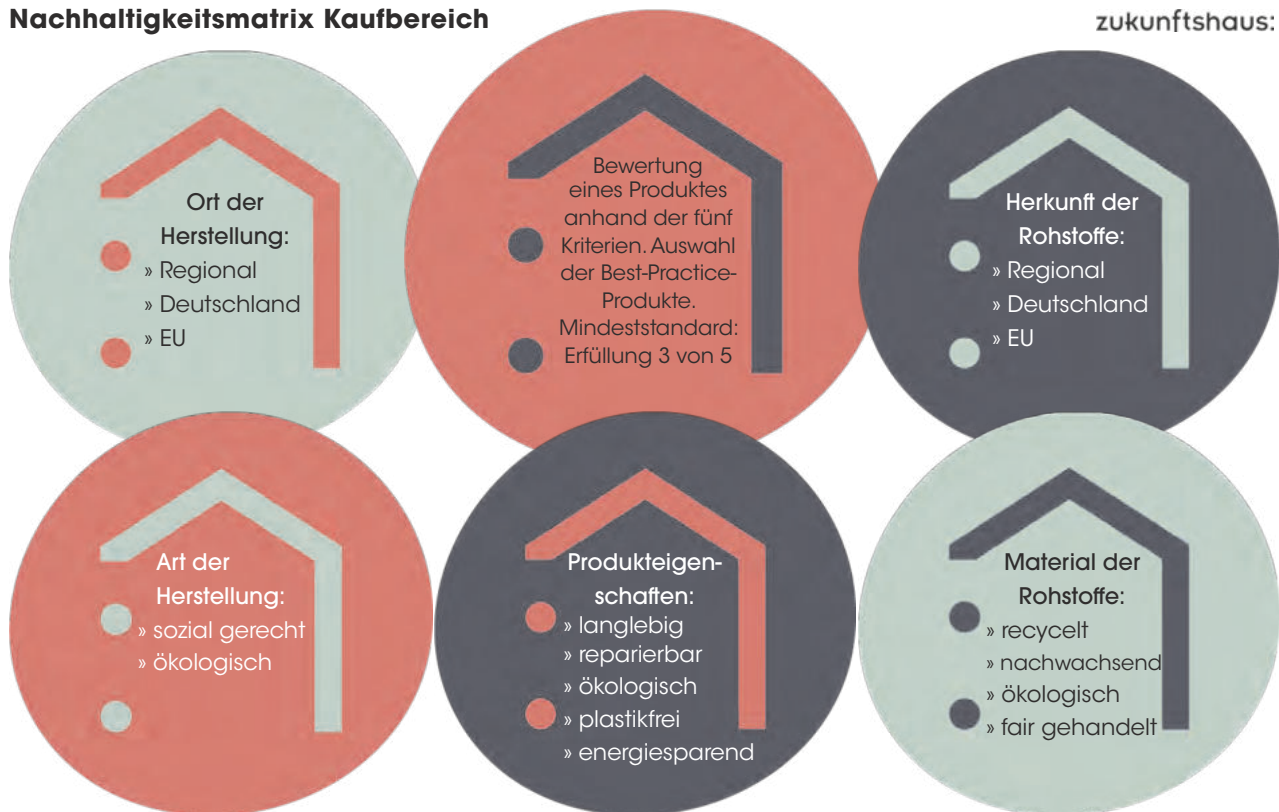 Nachhaltigkeitsmatrix Kaufbereich
zukunftshaus:
Ort der
Herstellung:
» Regional
» Deutschland
» EU
Bewertung
eines Produktes
anhand der fünf
Kriterien. Auswahl
der Best-Practice-
Produkte.
Mindeststandard:
Erfüllung 3 von 5
Herkunft der
Rohstoffe:
» Regional
» Deutschland
» EU
Art der
Herstellung:
» sozial gerecht
» ökologisch
Produkteigen-
schaften:
» langlebig
» reparierbar
» ökologisch
» plastikfrei
» energiesparend
Material der
Rohstoffe:
» recycelt
» nachwachsend
» ökologisch
» fair gehandelt